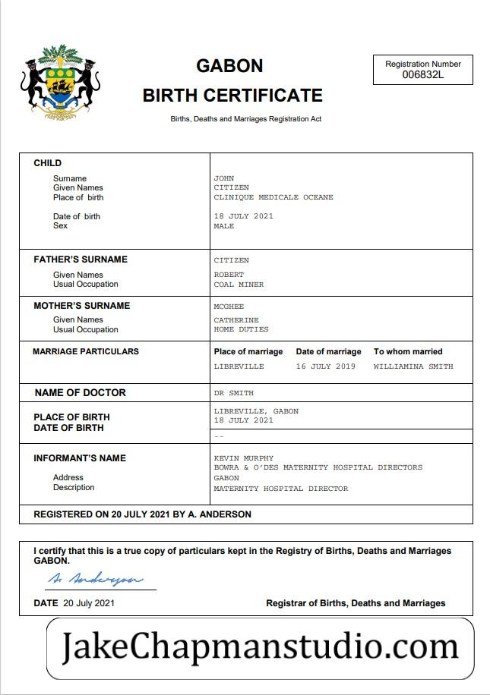 GABON
BIRTH CERTIFICATE
Births, Deaths and Marriages Registration Act
Registration Number
006832L
CHILD
Surname JOHN
Given Names CITIZEN
Place of birth CLINIQUE MEDICALE OCEANE
Date of birth 18 JULY 2021
Sex MALE
FATHER'S SURNAME CITIZEN
Given Names ROBERT
Usual Occupation COAL MINER
MOTHER'S SURNAME MCGHEE
Given Names CATHERINE
Usual Occupation HOME DUTIES
MARRIAGE PARTICULARS Place of marriage Date of marriage To whom married
LIBREVILLE 16 JULY 2019 WILLIAMINA SMITH
NAME OF DOCTOR DR SMITH
PLACE OF BIRTH LIBREVILLE, GABON
DATE OF BIRTH 18 JULY 2021
--
INFORMANT'S NAME KEVIN MURPHY
BOWRA & O'DES MATERNITY HOSPITAL DIRECTORS
Address GABON
Description MATERNITY HOSPITAL DIRECTOR
REGISTERED ON 20 JULY 2021 BY A. ANDERSON
I certify that this is a true copy of particulars kept in the Registry of Births, Deaths and Marriages
GABON.
A. Anderson
DATE 20 July 2021 Registrar of Births, Deaths and Marriages
JakeChapmanstudio.com